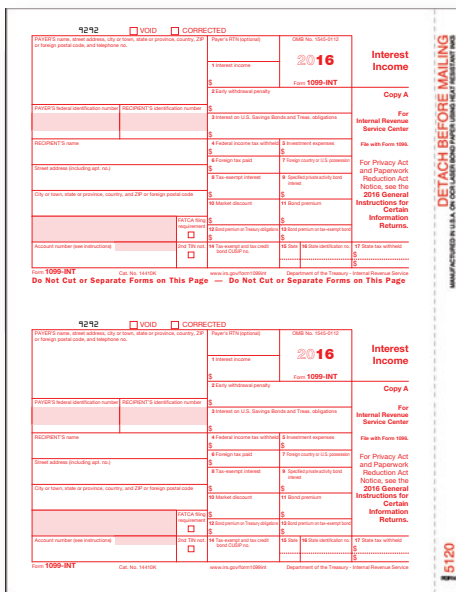 9292 VOID CORRECTED
PAYER'S name, street address, city or town, state or province, country, ZIP
or foreign postal code, and telephone no.
Payer's RTN (optional)
OMB No. 1545-0112
2016
Form 1099-INT
Interest
Income
1 Interest income
$
2 Early withdrawal penalty
$
Copy A
PAYER'S federal identification number
RECIPIENT'S identification number
3 Interest on U.S. Savings Bonds and Treas. obligations
$
For
Internal Revenue
Service Center
File with Form 1096.
RECIPIENT'S name
4 Federal income tax withheld
$
5 Investment expenses
$
Street address (including apt. no.)
6 Foreign tax paid
$
7 Foreign country or U.S. possession
For Privacy Act
and Paperwork
Reduction Act
Notice, see the
2016 General
Instructions for
Certain
Information
Returns.
8 Tax-exempt interest
$
9 Specified private activity bond
interest
$
City or town, state or province, country, and ZIP or foreign postal code
10 Market discount
$
11 Bond premium
$
FATCA filing
requirement
12 Bond premium on Treasury obligations
$
13 Bond premium on tax-exempt bond
$
Account number (see instructions)
2nd TIN not.
14 Tax-exempt and tax credit
bond CUSIP no.
15 State
16 State identification no.
17 State tax withheld
$
$
Form 1099-INT
Cat. No. 14410K
www.irs.gov/form1099int
Department of the Treasury - Internal Revenue Service
Do Not Cut or Separate Forms on This Page — Do Not Cut or Separate Forms on This Page
9292 VOID CORRECTED
PAYER'S name, street address, city or town, state or province, country, ZIP
or foreign postal code, and telephone no.
Payer's RTN (optional)
OMB No. 1545-0112
2016
Form 1099-INT
Interest
Income
1 Interest income
$
2 Early withdrawal penalty
$
Copy A
PAYER'S federal identification number
RECIPIENT'S identification number
3 Interest on U.S. Savings Bonds and Treas. obligations
$
For
Internal Revenue
Service Center
File with Form 1096.
RECIPIENT'S name
4 Federal income tax withheld
$
5 Investment expenses
$
Street address (including apt. no.)
6 Foreign tax paid
$
7 Foreign country or U.S. possession
For Privacy Act
and Paperwork
Reduction Act
Notice, see the
2016 General
Instructions for
Certain
Information
Returns.
8 Tax-exempt interest
$
9 Specified private activity bond
interest
$
City or town, state or province, country, and ZIP or foreign postal code
10 Market discount
$
11 Bond premium
$
FATCA filing
requirement
12 Bond premium on Treasury obligations
$
13 Bond premium on tax-exempt bond
$
Account number (see instructions)
2nd TIN not.
14 Tax-exempt and tax credit
bond CUSIP no.
15 State
16 State identification no.
17 State tax withheld
$
$
Form 1099-INT
Cat. No. 14410K
www.irs.gov/form1099int
Department of the Treasury - Internal Revenue Service
DETACH BEFORE MAILING
MANUFACTURED IN U.S.A. ON OCR LASER BOND PAPER USING HEAT RESISTANT INKS
5120